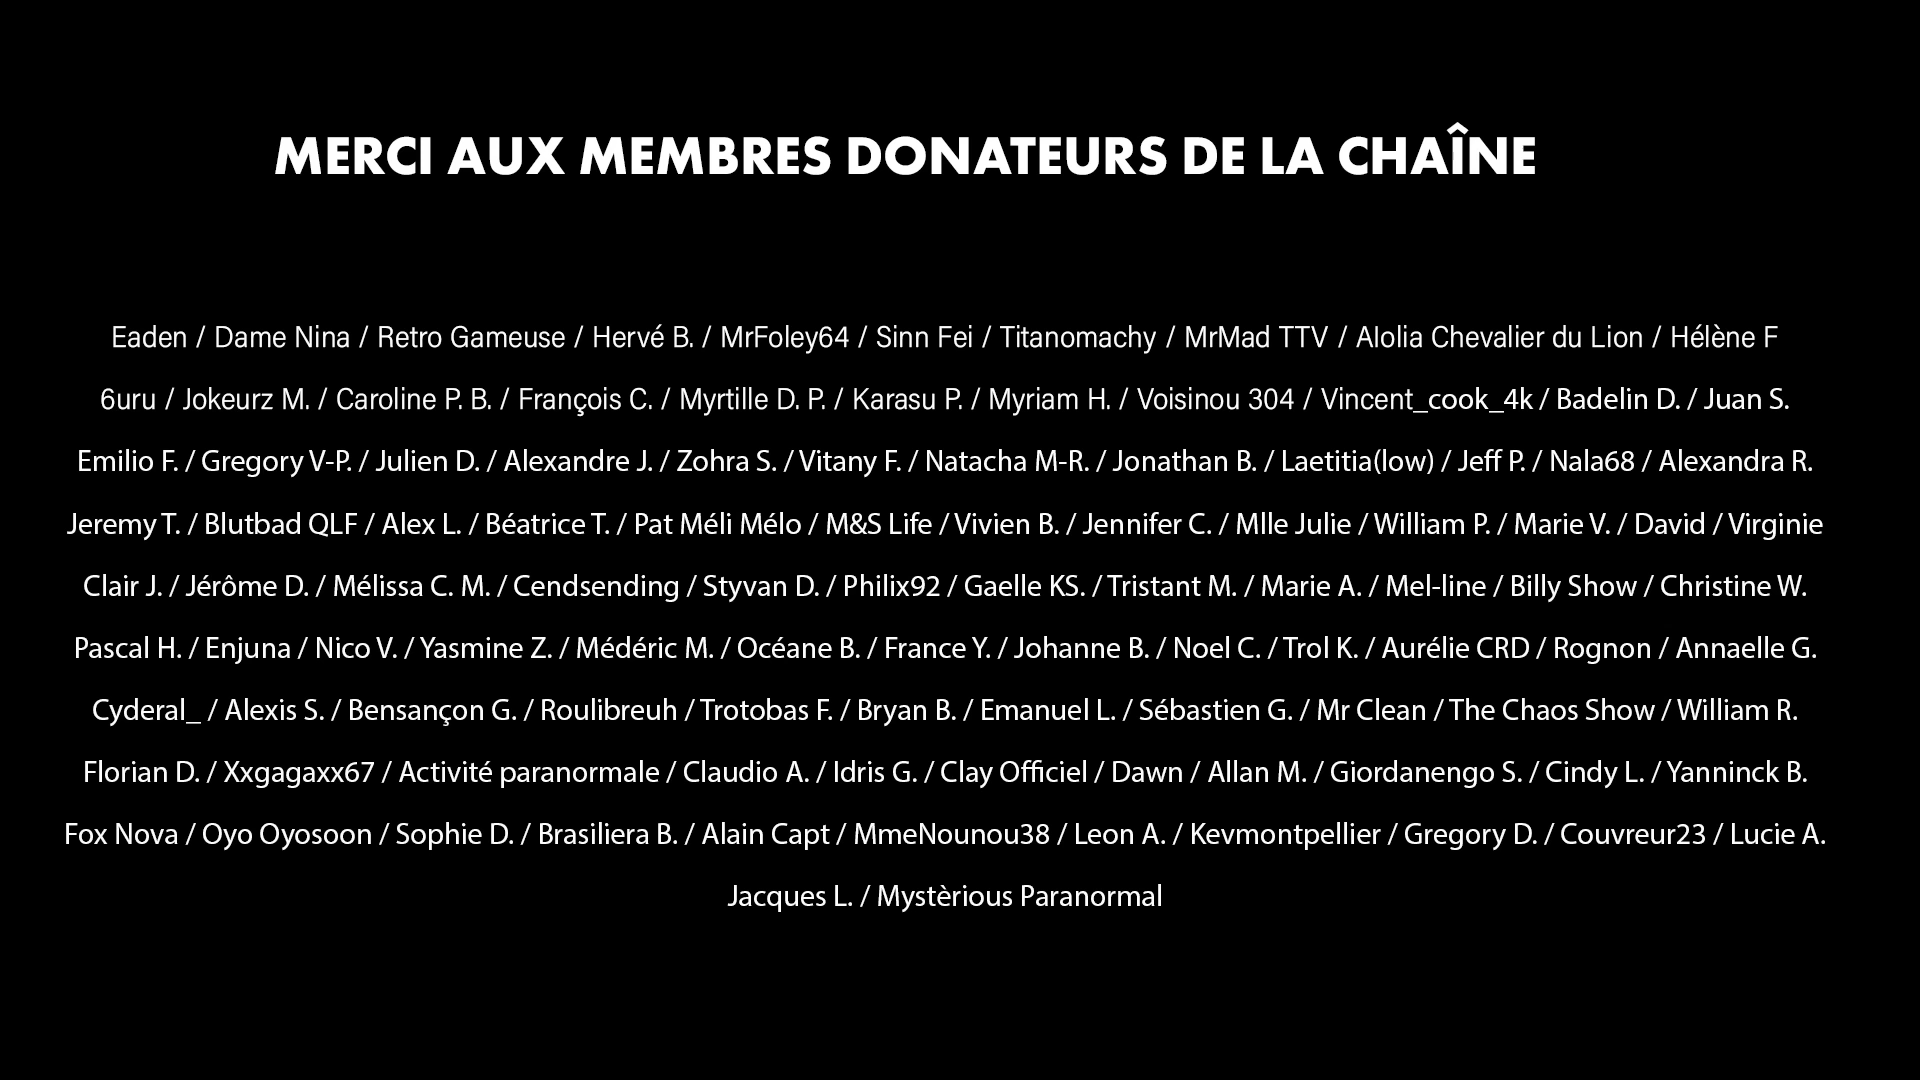 MERCI AUX MEMBRES DONATEURS DE LA CHAÎNE
Eaden / Dame Nina / Retro Gameuse / Hervé B. / MrFoley64 / Sinn Fei / Titanomachy / MrMad TTV / AIolia Chevalier du Lion / Hélène F
6uru / Jokeurz M. / Caroline P. B. / François C. / Myrtille D. P. / Karasu P. / Myriam H. / Voisinou 304 / Vincent_cook_4k / Badelin D. / Juan S.
Emilio F. / Gregory V-P. / Julien D. / Alexandre J. / Zohra S. / Vitany F. / Natacha M-R. / Jonathan B. / Laetitia(low) / Jeff P. / Nala68 / Alexandra R.
Jeremy T. / Blutbad QLF / Alex L. / Béatrice T. / Pat Méli Mélo / M&S Life / Vivien B. / Jennifer C. / Mlle Julie / William P. / Marie V. / David / Virginie
Clair J. / Jérôme D. / Mélissa C. M. / Cendsending / Styvan D. / Philix92 / Gaelle KS. / Tristant M. / Marie A. / Mel-line / Billy Show / Christine W.
Pascal H. / Enjuna / Nico V. / Yasmine Z. / Médéric M. / Océane B. / France Y. / Johanne B. / Noel C. / Trol K. / Aurélie CRD / Rognon / Annaelle G.
Cyderal_ / Alexis S. / Bensançon G. / Roulibreuh / Trotobas F. / Bryan B. / Emanuel L. / Sébastien G. / Mr Clean / The Chaos Show / William R.
Florian D. / Xxgagaxx67 / Activité paranormale / Claudio A. / Idris G. / Clay Officiel / Dawn / Allan M. / Giordanengo S. / Cindy L. / Yanninck B.
Fox Nova / Oyo Oyosoon / Sophie D. / Brasiliera B. / Alain Capt / MmeNounou38 / Leon A. / Kevmontpellier / Gregory D. / Couvreur23 / Lucie A.
Jacques L. / Mystèrious Paranormal